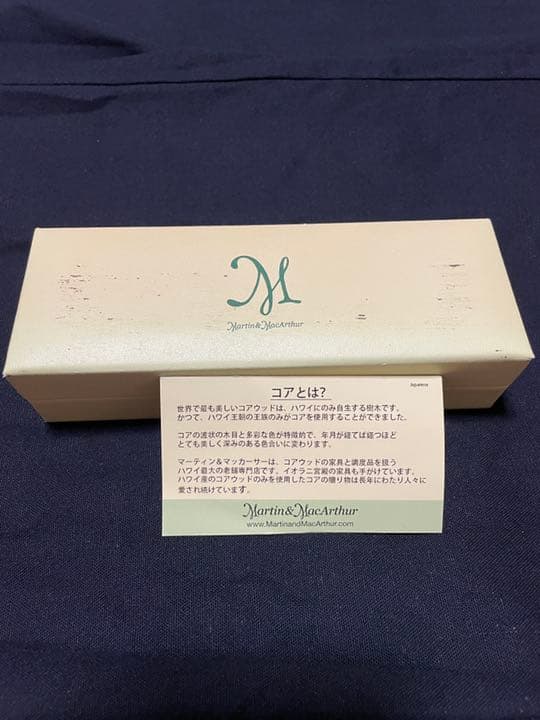 M
Martin&MacArthur
Japanese
コアとは?
世界で最も美しいコアウッドは、ハワイにのみ自生する樹木です。
かつて、ハワイ王朝の王族のみがコアを使用することができました。
コアの波状の木目と多彩な色が特徴的で、年月が経てば経つほど
とても美しく深みのある色合いに変わります。
マーティン&マッカーサーは、コアウッドの家具と調度品を扱う
ハワイ最大の老舗専門店です。イオラニ宮殿の家具も手がけています。
ハワイ産のコアウッドのみを使用したコアの贈り物は長年にわたり人々に
愛され続けています。
Martin&MacArthur
www.MartinandMacArthur.com